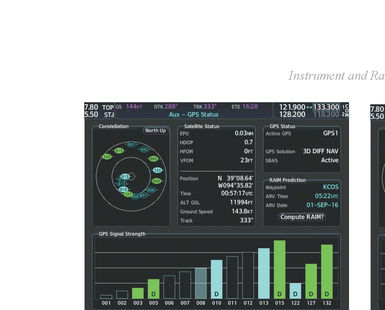 Instrument and Ra
7.80 TOP GS 144KT DTK 288° TRK 333° ETE 16:28 121.900 ↔ 133.300
5.50 STJ Aux – GPS Status 128.200 118.200
7.80
5.50
Constellation
North Up
Satellite Status
EPU 0.03NM
HDOP 0.7
HFOM 0FT
VFOM 23FT
Position N 39°08.64'
W094°35.82'
Time 00:57:17UTC
ALT GSL 11994FT
Ground Speed 143.8KT
Track 333°
GPS Status
Active GPS GPS1
GPS Solution 3D DIFF NAV
SBAS Active
RAIM Prediction
Waypoint KCOS
ARV Time 05:22UTC
ARV Date 01-SEP-16
Compute RAIM?
GPS Signal Strength
D D D D D D D
001 002 003 005 006 007 008 010 011 012 013 015 122 127 132